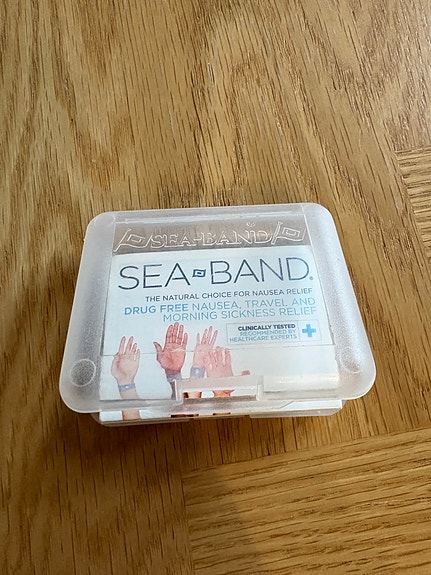 SEA-BAND
SEA BAND®
THE NATURAL CHOICE FOR NAUSEA RELIEF
DRUG FREE NAUSEA, TRAVEL AND
MORNING SICKNESS RELIEF
CLINICALLY TESTED
RECOMMENDED BY
HEALTHCARE EXPERTS